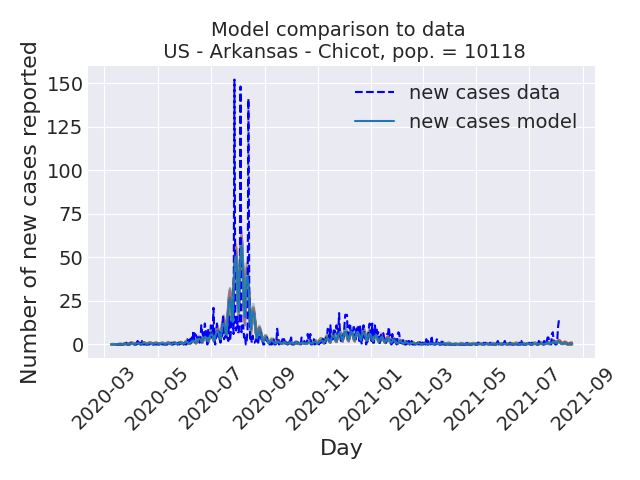 Model comparison to data
US - Arkansas - Chicot, pop. = 10118
Number of new cases reported
150
125
100
75
50
25
0
new cases data
new cases model
2020-03
2020-05
2020-07
2020-09
2020-11
2021-01
2021-03
2021-05
2021-07
2021-09
Day